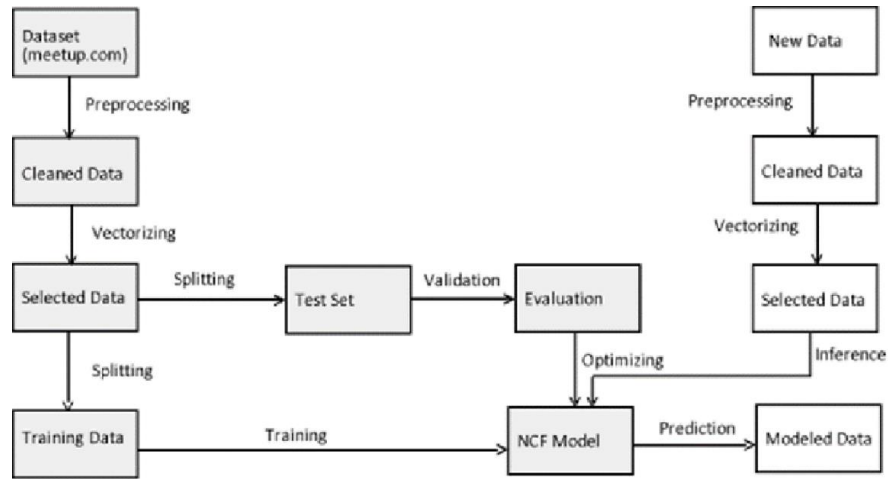 Dataset
(meetup.com)
New Data
Preprocessing
Preprocessing
Cleaned Data
Cleaned Data
Vectorizing
Vectorizing
Selected Data
Splitting
Test Set
Validation
Evaluation
Selected Data
Splitting
Optimizing
Inference
Training Data
Training
NCF Model
Prediction
Modeled Data